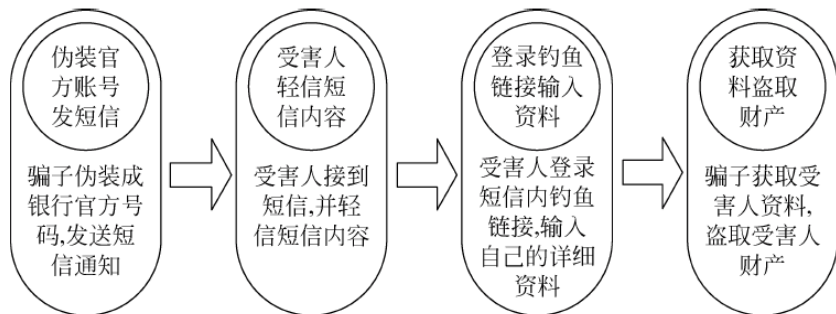 伪装官
方账号
发短信
骗子伪装成
银行官方号
码,发送短
信通知
受害人
轻信短
信内容
受害人接到
短信,并轻
信短信内容
登录钓鱼
链接输入
资料
受害人登录
短信内钓鱼
链接,输入
自己的详细
资料
获取资
料盗取
财产
骗子获取受
害人资料,
盗取受害人
财产